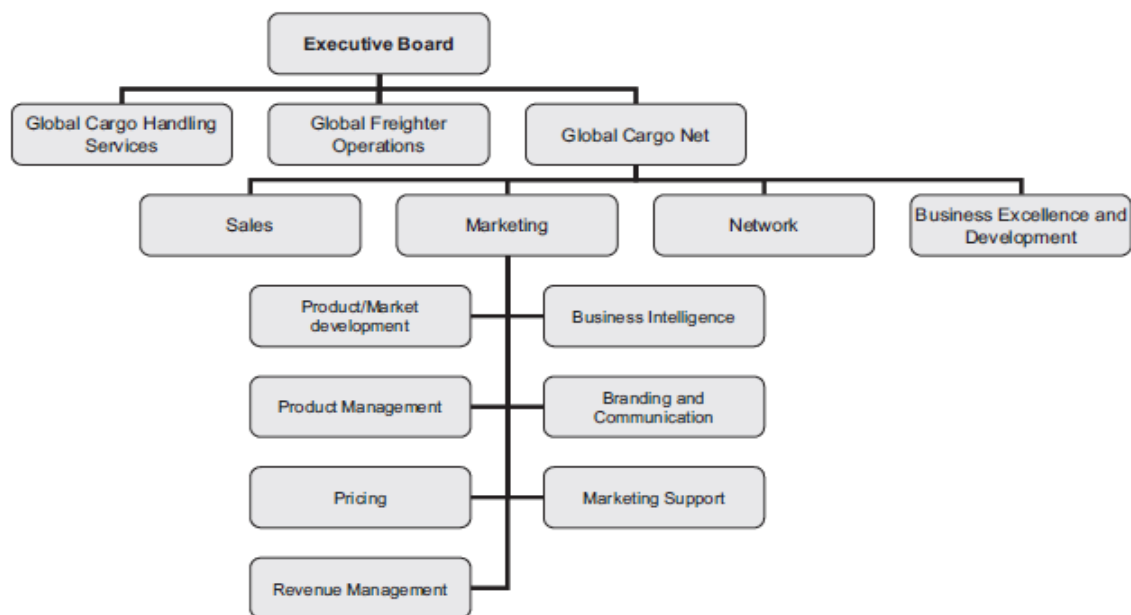 Executive Board
Global Cargo Handling
Services
Global Freighter
Operations
Global Cargo Net
Sales
Marketing
Network
Business Excellence and
Development
Product/Market
development
Business Intelligence
Product Management
Branding and
Communication
Pricing
Marketing Support
Revenue Management